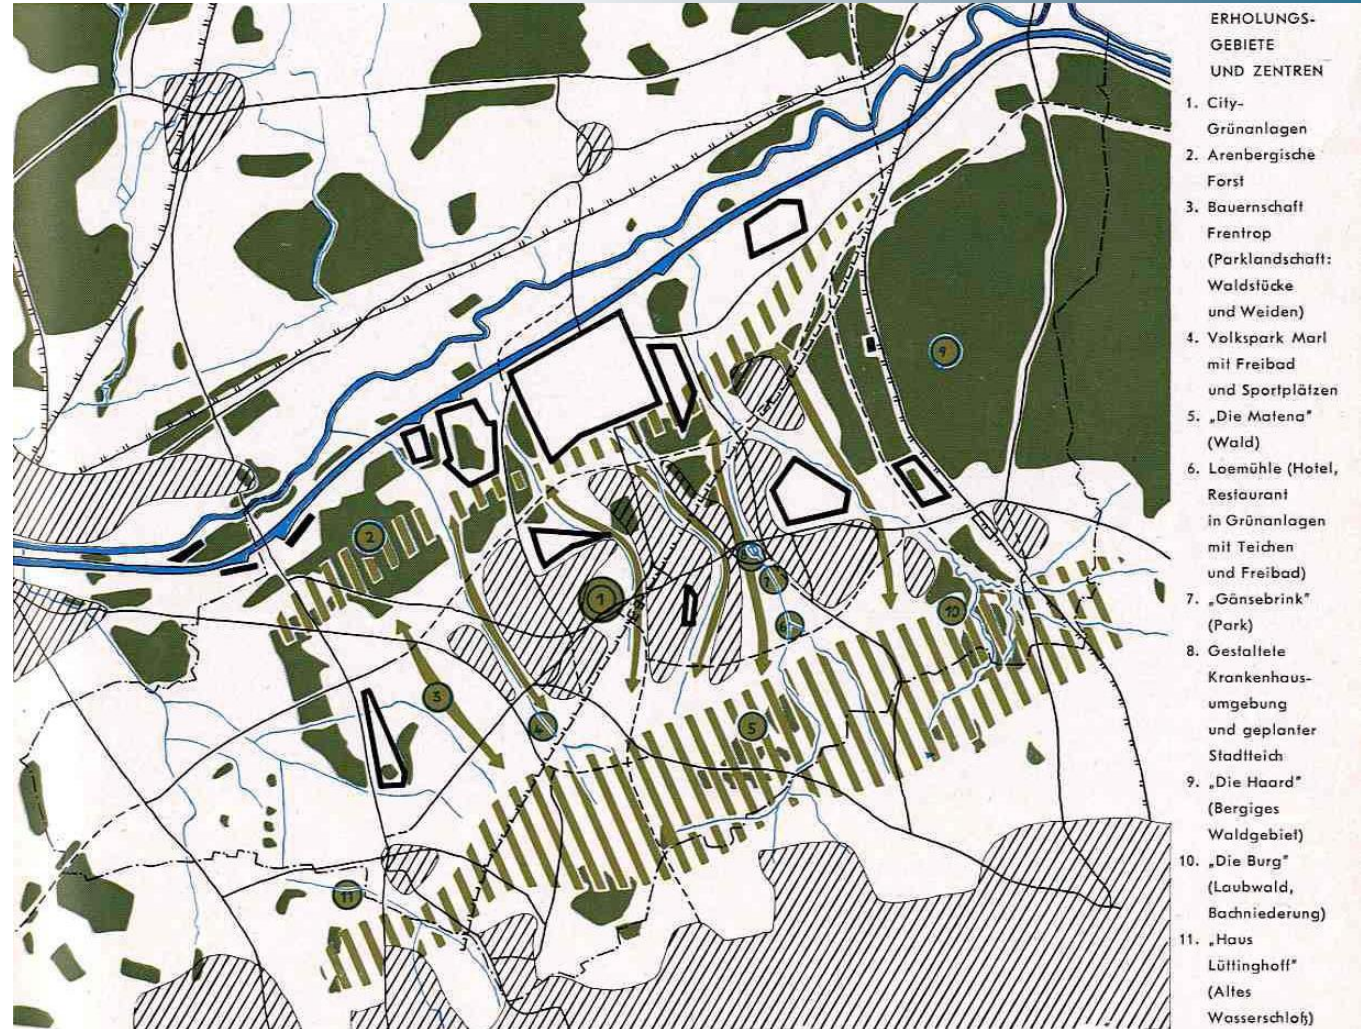 ERHOLUNGS-
GEBIETE
UND ZENTREN
1. City-
Grünanlagen
2. Arenbergische
Forst
3. Bauernschaft
Frentrop
(Parklandschaft:
Waldstücke
und Weiden)
4. Volkspark Marl
mit Freibad
und Sportplätzen
5. „Die Matena"
(Wald)
6. Loemühle (Hotel,
Restaurant
in Grünanlagen
mit Teichen
und Freibad)
7. „Gänsebrink"
(Park)
8. Gestaltele
Krankenhaus-
umgebung
und geplanter
Stadtteich
9. „Die Haard"
(Bergiges
Waldgebiet)
10. „Die Burg"
(Laubwald,
Bachniederung)
11. „Haus
Lüttinghoff"
(Altes
Wasserschloß)
9
2
1
7
10
6
3
4
5
11